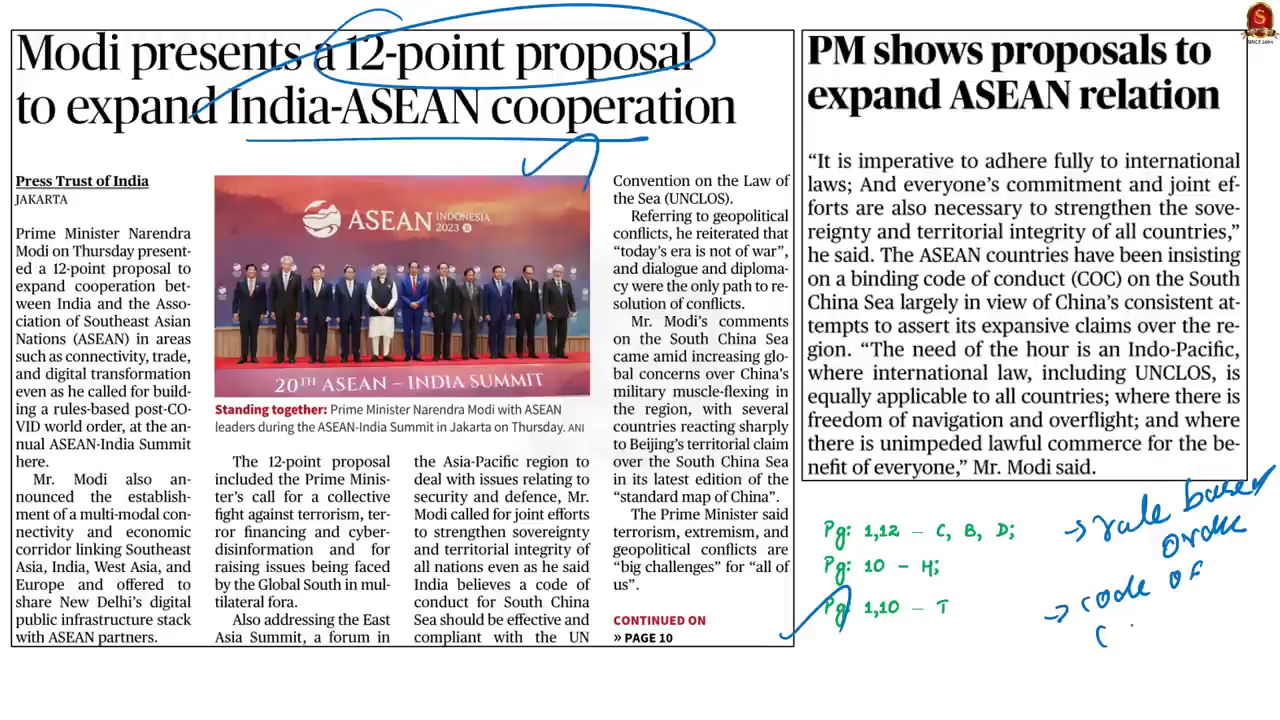 Modi presents a 12-point proposal
to expand India-ASEAN cooperation
Press Trust of India
JAKARTA
Prime Minister Narendra
Modi on Thursday present-
ed a 12-point proposal to
expand cooperation bet-
ween India and the Asso-
ciation of Southeast Asian
Nations (ASEAN) in areas
such as connectivity, trade,
and digital transformation
even as he called for build-
ing a rules-based post-CO-
VID world order, at the an-
nual ASEAN-India Summit
here.
Mr. Modi also an-
nounced the establish-
ment of a multi-modal con-
nectivity and economic
corridor linking Southeast
Asia, India, West Asia, and
Europe and offered to
share New Delhi's digital
public infrastructure stack
with ASEAN partners.
ASEAN INDONESIA
2023
20TH ASEAN – INDIA SUMMIT
Standing together: Prime Minister Narendra Modi with ASEAN
leaders during the ASEAN-India Summit in Jakarta on Thursday. ANI
The 12-point proposal
included the Prime Minis-
ter's call for a collective
fight against terrorism, ter-
ror financing and cyber-
disinformation and for
raising issues being faced
by the Global South in mul-
tilateral fora.
Also addressing the East
Asia Summit, a forum in
the Asia-Pacific region to
deal with issues relating to
security and defence, Mr.
Modi called for joint efforts
to strengthen sovereignty
and territorial integrity of
all nations even as he said
India believes a code of
conduct for South China
Sea should be effective and
compliant with the UN
Convention on the Law of
the Sea (UNCLOS).
Referring to geopolitical
conflicts, he reiterated that
"today's era is not of war",
and dialogue and diploma-
cy were the only path to re-
solution of conflicts.
Mr. Modi's comments
on the South China Sea
came amid increasing glo-
bal concerns over China's
military muscle-flexing in
the region, with several
countries reacting sharply
to Beijing's territorial claim
over the South China Sea
in its latest edition of the
"standard map of China".
The Prime Minister said
terrorism, extremism, and
geopolitical conflicts are
"big challenges" for "all of
us".
CONTINUED ON
» PAGE 10
PM shows proposals to
expand ASEAN relation
"It is imperative to adhere fully to international
laws; And everyone's commitment and joint ef-
forts are also necessary to strengthen the sove-
reignty and territorial integrity of all countries,"
he said. The ASEAN countries have been insisting
on a binding code of conduct (COC) on the South
China Sea largely in view of China's consistent at-
tempts to assert its expansive claims over the re-
gion. "The need of the hour is an Indo-Pacific,
where international law, including UNCLOS, is
equally applicable to all countries; where there is
freedom of navigation and overflight; and where
there is unimpeded lawful commerce for the be-
nefit of everyone," Mr. Modi said.
Pg: 1,12 – C, B, D;
Pg: 10 – H;
Pg: 1,10 – T
→ rule based
order
→ code of
C
S
SINCE 2004